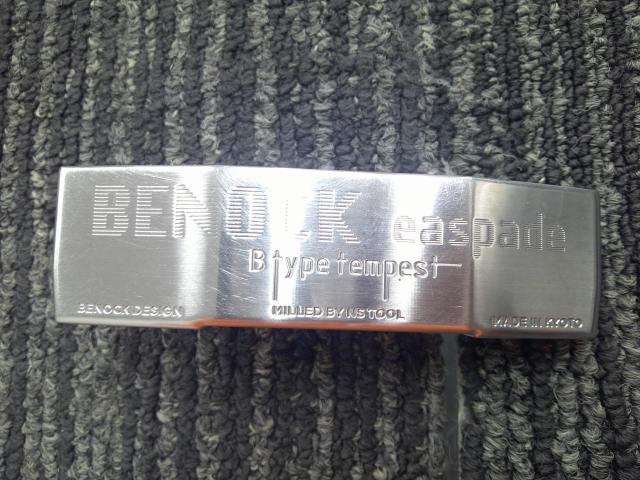 BENOCK easpade
B type tempest
BENOCK DESIGN MILLED BY NS TOOL MADE IN KYOTO